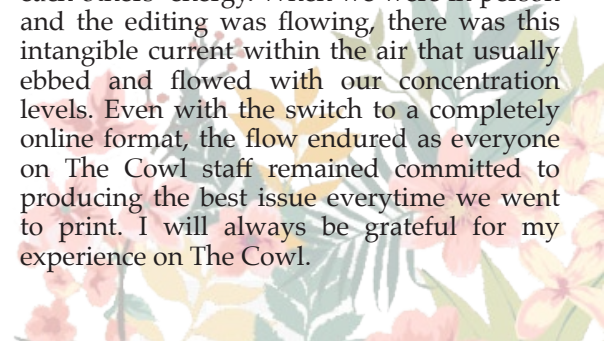 each others' energy. When we were in person
and the editing was flowing, there was this
intangible current within the air that usually
ebbed and flowed with our concentration
levels. Even with the switch to a completely
online format, the flow endured as everyone
on The Cowl staff remained committed to
producing the best issue everytime we went
to print. I will always be grateful for my
experience on The Cowl.